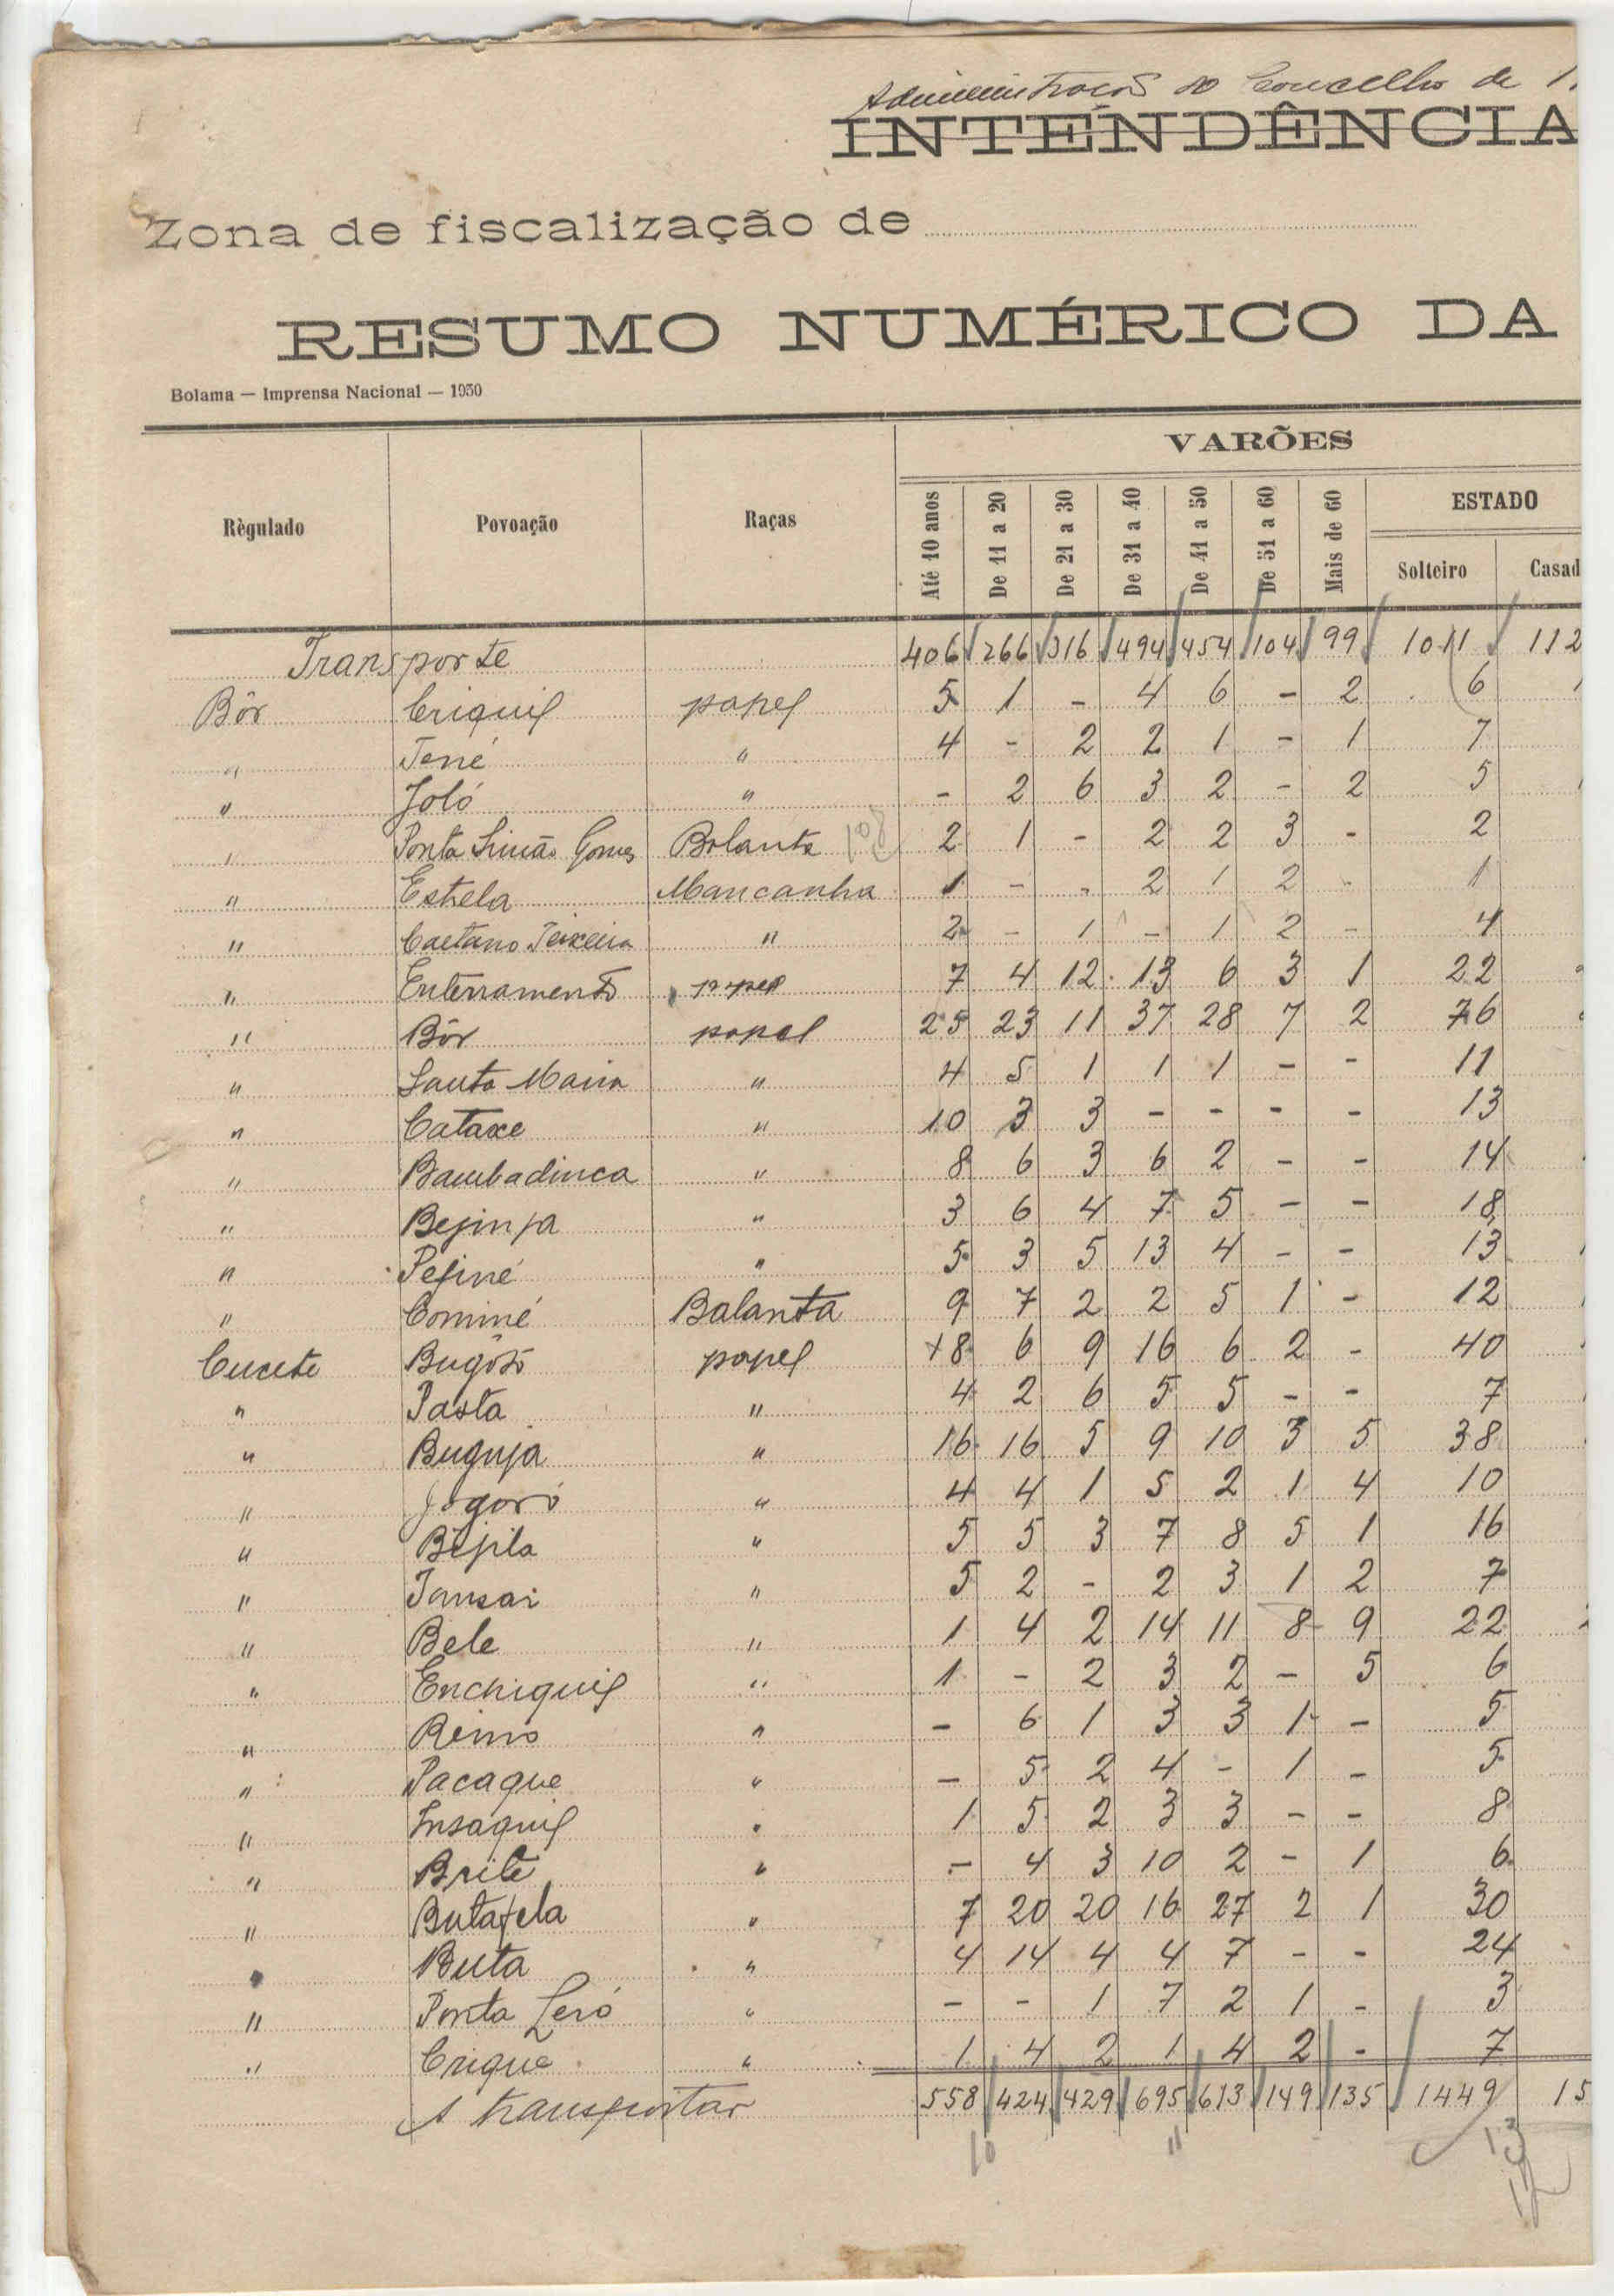 Administração do Concelho de
INTENDÊNCIA
Zona de fiscalização de
RESUMO NUMÉRICO DA
Bolama — Imprensa Nacional — 1930
VARÕES
Règulado Povoação Raças Até 10 anos De 11 a 20 De 21 a 30 De 31 a 40 De 41 a 50 De 51 a 60 Mais de 60 ESTADO
Solteiro Casad
Transporte 406 266 316 494 454 104 99 1011 112
Bôr Criquil papel 5 1 - 4 6 - 2 6
" Tené " 4 - 2 2 1 - 1 7
" Joló " - 2 6 3 2 - 2 5
" Ponta Simão Gomes Balanta 2 1 - 2 2 3 - 2
" Estrela Mancanha 1 - - 2 1 2 - 1
" Caetano Teixeira " 2 - 1 - 1 2 - 4
" Enterramento papel 7 4 12 13 6 3 1 22
" Bôr papel 25 23 11 37 28 7 2 76
" Santa Maria " 4 5 1 1 1 - - 11
" Cataxe " 10 3 3 - - - - 13
" Bambadinca " 8 6 3 6 2 - - 14
" Bejinja " 3 6 4 7 5 - - 18
" Pefiné " 5 3 5 13 4 - - 13
" Cominé Balanta 9 7 2 2 5 1 - 12
Cucete Bugôto papel 18 6 9 16 6 2 - 40
" Pasta " 4 2 6 5 5 - - 7
" Buguja " 16 16 5 9 10 3 5 38
" Jogoró " 4 4 1 5 2 1 4 10
" Bijila " 5 5 3 7 8 5 1 16
" Tansai " 5 2 - 2 3 1 2 7
" Bele " 1 4 2 14 11 8 9 22
" Enchiquil " 1 - 2 3 2 - 5 6
" Reino " - 6 1 3 3 1 - 5
" Pacaque " - 5 2 4 - 1 - 5
" Insaquil " 1 5 2 3 3 - - 8
" Brite " - 4 3 10 2 - 1 6
" Butafela " 7 20 20 16 27 2 1 30
" Buta " 4 14 4 4 7 - - 24
" Ponta Zeró " - - 1 7 2 1 - 3
" Crique " 1 4 2 1 4 2 - 7
A transportar 558 424 429 695 613 149 135 1449 15
10 11 13